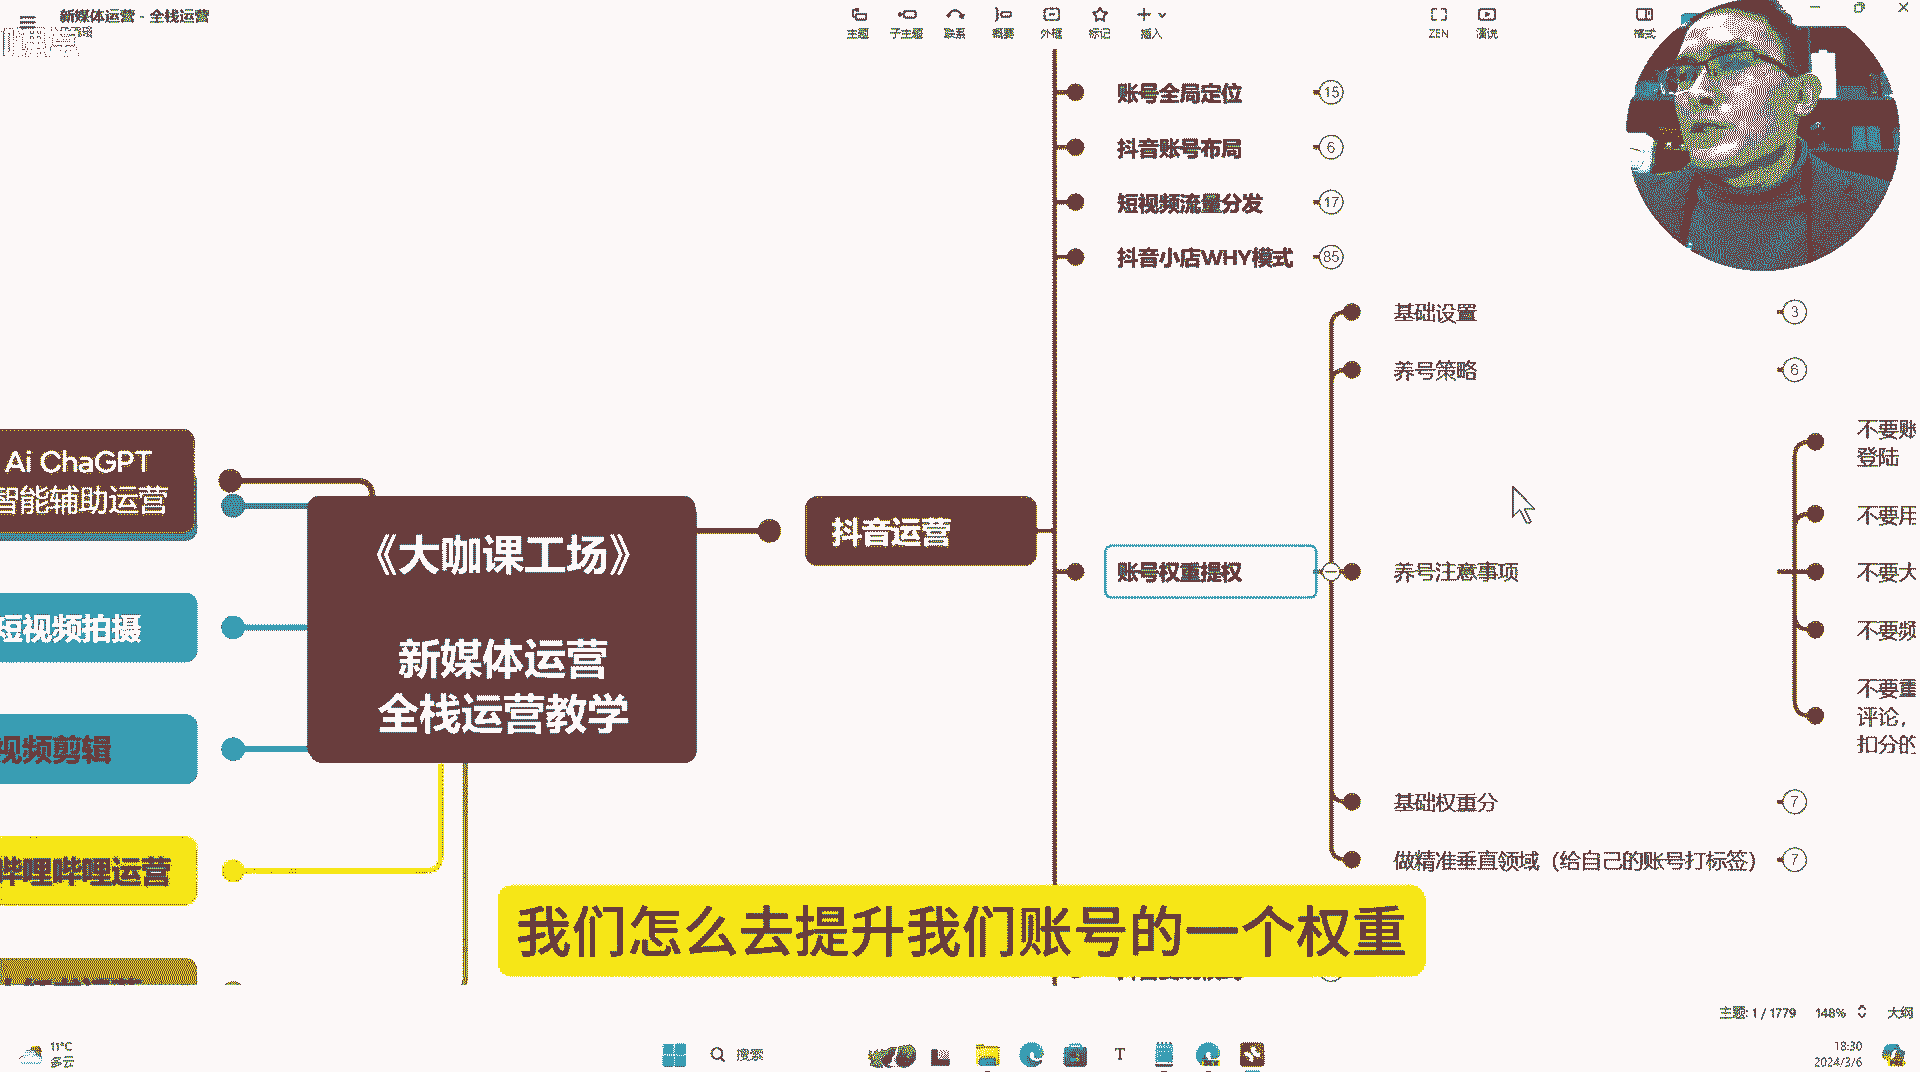 新媒体运营 - 全栈运营
主题
子主题
联系
概要
外框
标记
插入
ZEN
演说
格式
账号全局定位
15
抖音账号布局
6
短视频流量分发
17
抖音小店WHY模式
85
基础设置
3
养号策略
6
不要账
登陆
不要用
养号注意事项
不要大
不要频
不要重
评论，
扣分的
基础权重分
7
做精准垂直领域（给自己的账号打标签）
7
账号权重提权
抖音运营
《大咖课工场》
新媒体运营
全栈运营教学
Ai ChaGPT
智能辅助运营
短视频拍摄
视频剪辑
哔哩哔哩运营
我们怎么去提升我们账号的一个权重
主题: 1 / 1779
148%
大纲
11°C
多云
搜索
18:30
2024/3/6